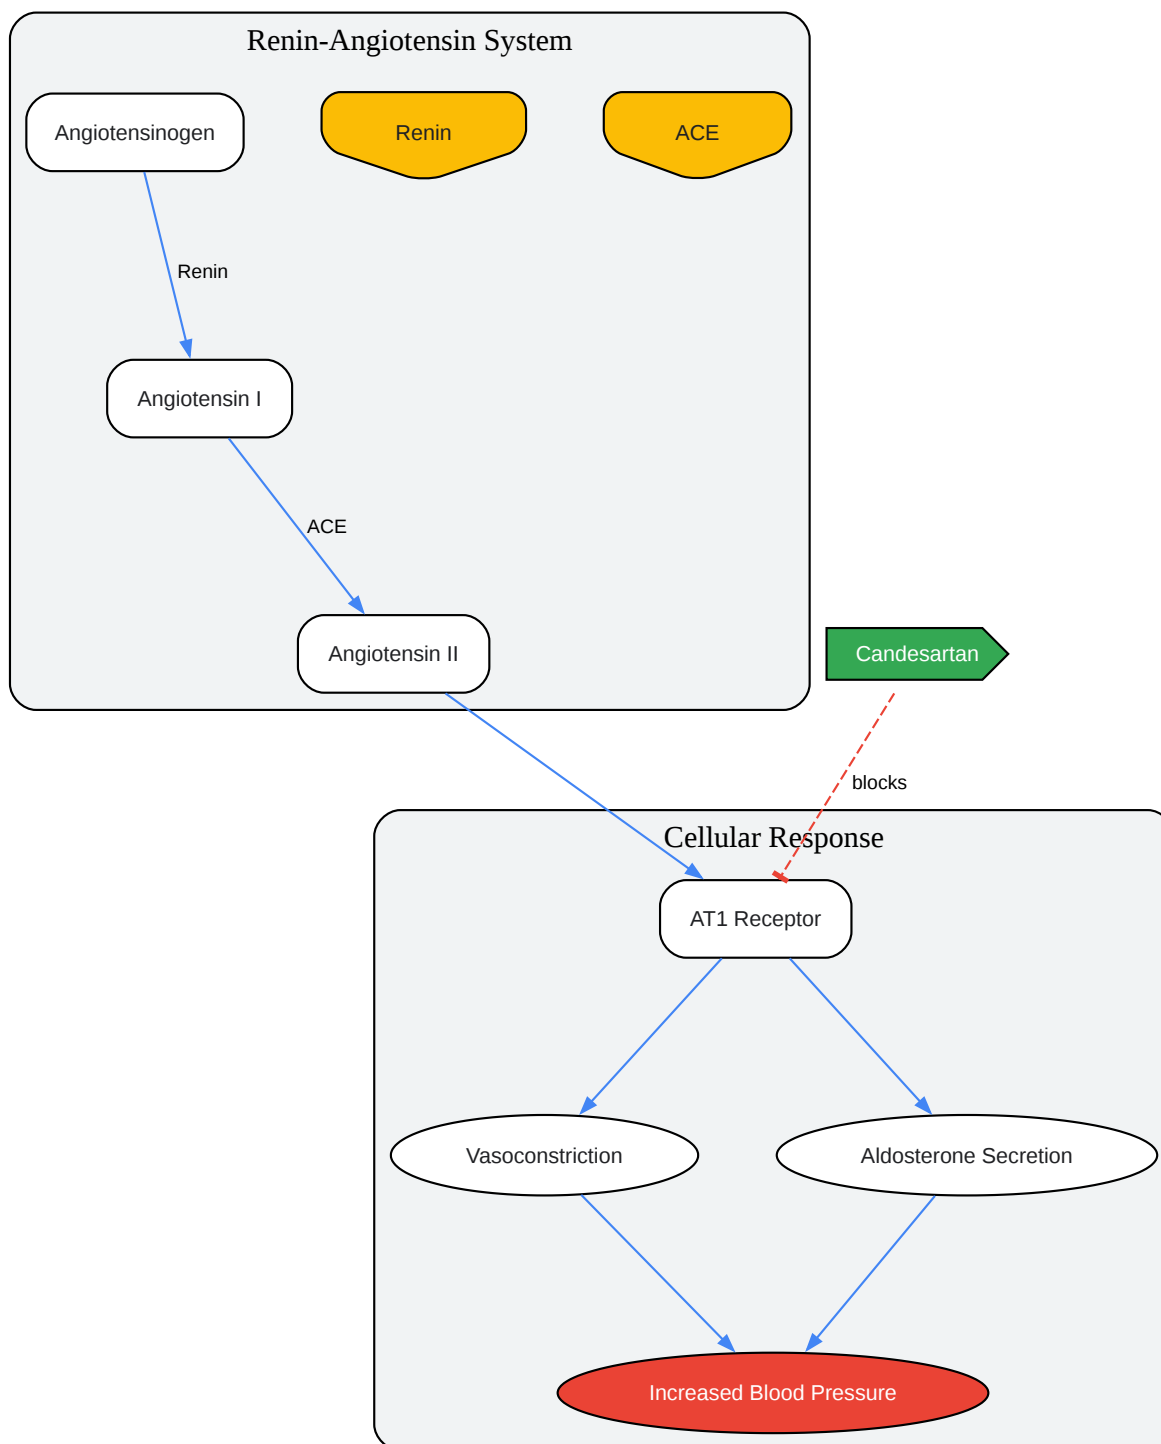 Renin-Angiotensin System
Angiotensinogen
Renin
ACE
Renin
Angiotensin I
ACE
Angiotensin II
Candesartan
blocks
Cellular Response
AT1 Receptor
Vasoconstriction
Aldosterone Secretion
Increased Blood Pressure